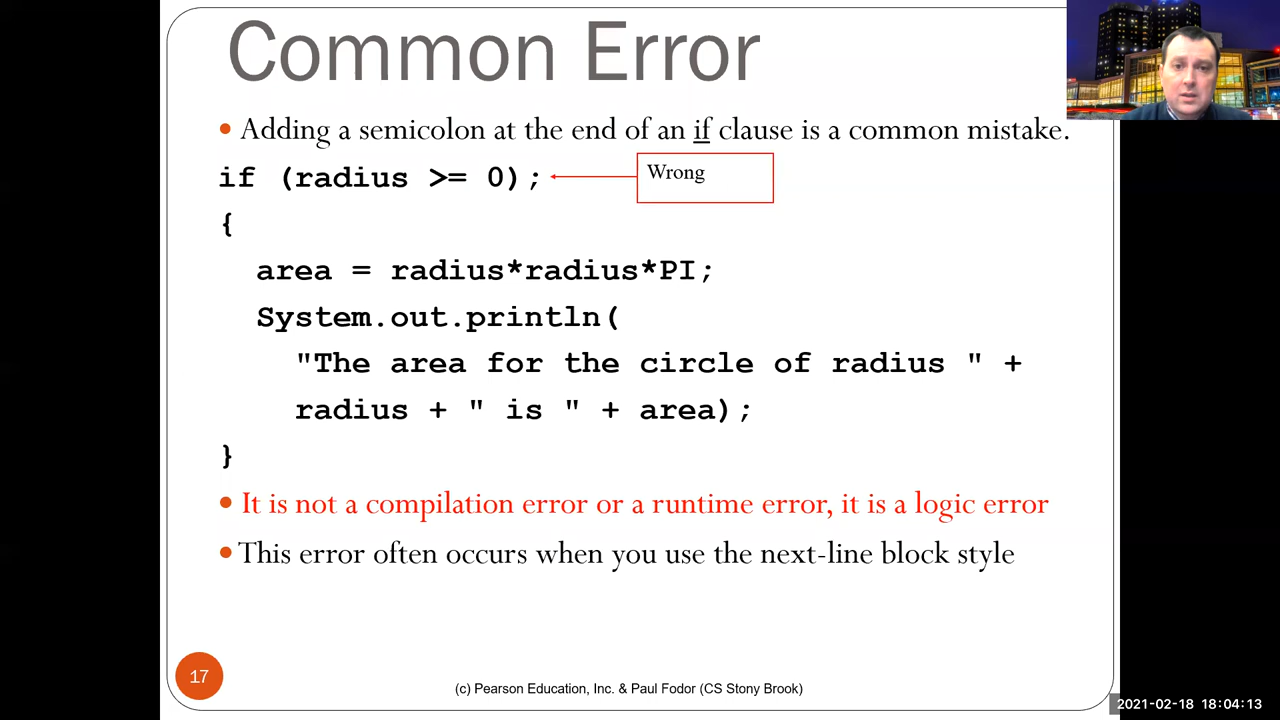 Common Error
• Adding a semicolon at the end of an if clause is a common mistake.
if (radius >= 0);
Wrong
{
area = radius*radius*PI;
System.out.println(
"The area for the circle of radius " +
radius + " is " + area);
}
• It is not a compilation error or a runtime error, it is a logic error
• This error often occurs when you use the next-line block style
17
(c) Pearson Education, Inc. & Paul Fodor (CS Stony Brook)
2021-02-18 18:04:13